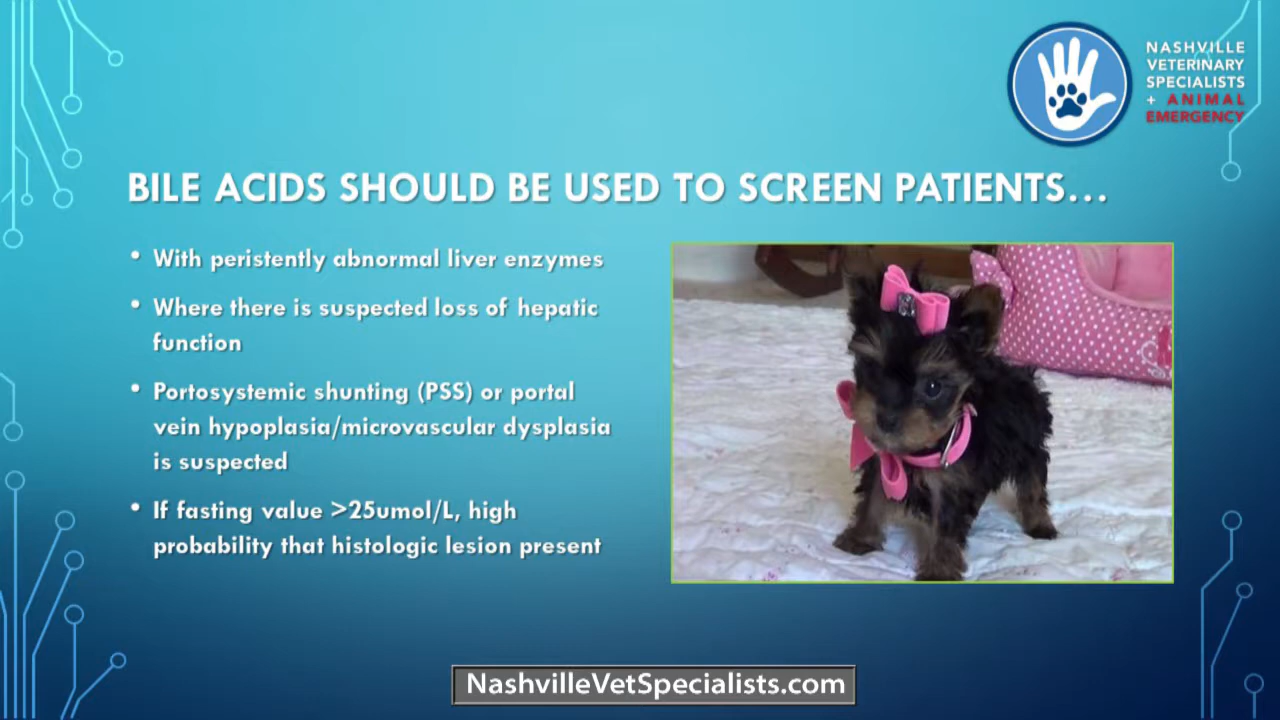 NASHVILLE
VETERINARY
SPECIALISTS
+ ANIMAL
EMERGENCY
BILE ACIDS SHOULD BE USED TO SCREEN PATIENTS...
• With peristently abnormal liver enzymes
• Where there is suspected loss of hepatic
function
• Portosystemic shunting (PSS) or portal
vein hypoplasia/microvascular dysplasia
is suspected
• If fasting value >25umol/L, high
probability that histologic lesion present
NashvilleVetSpecialists.com